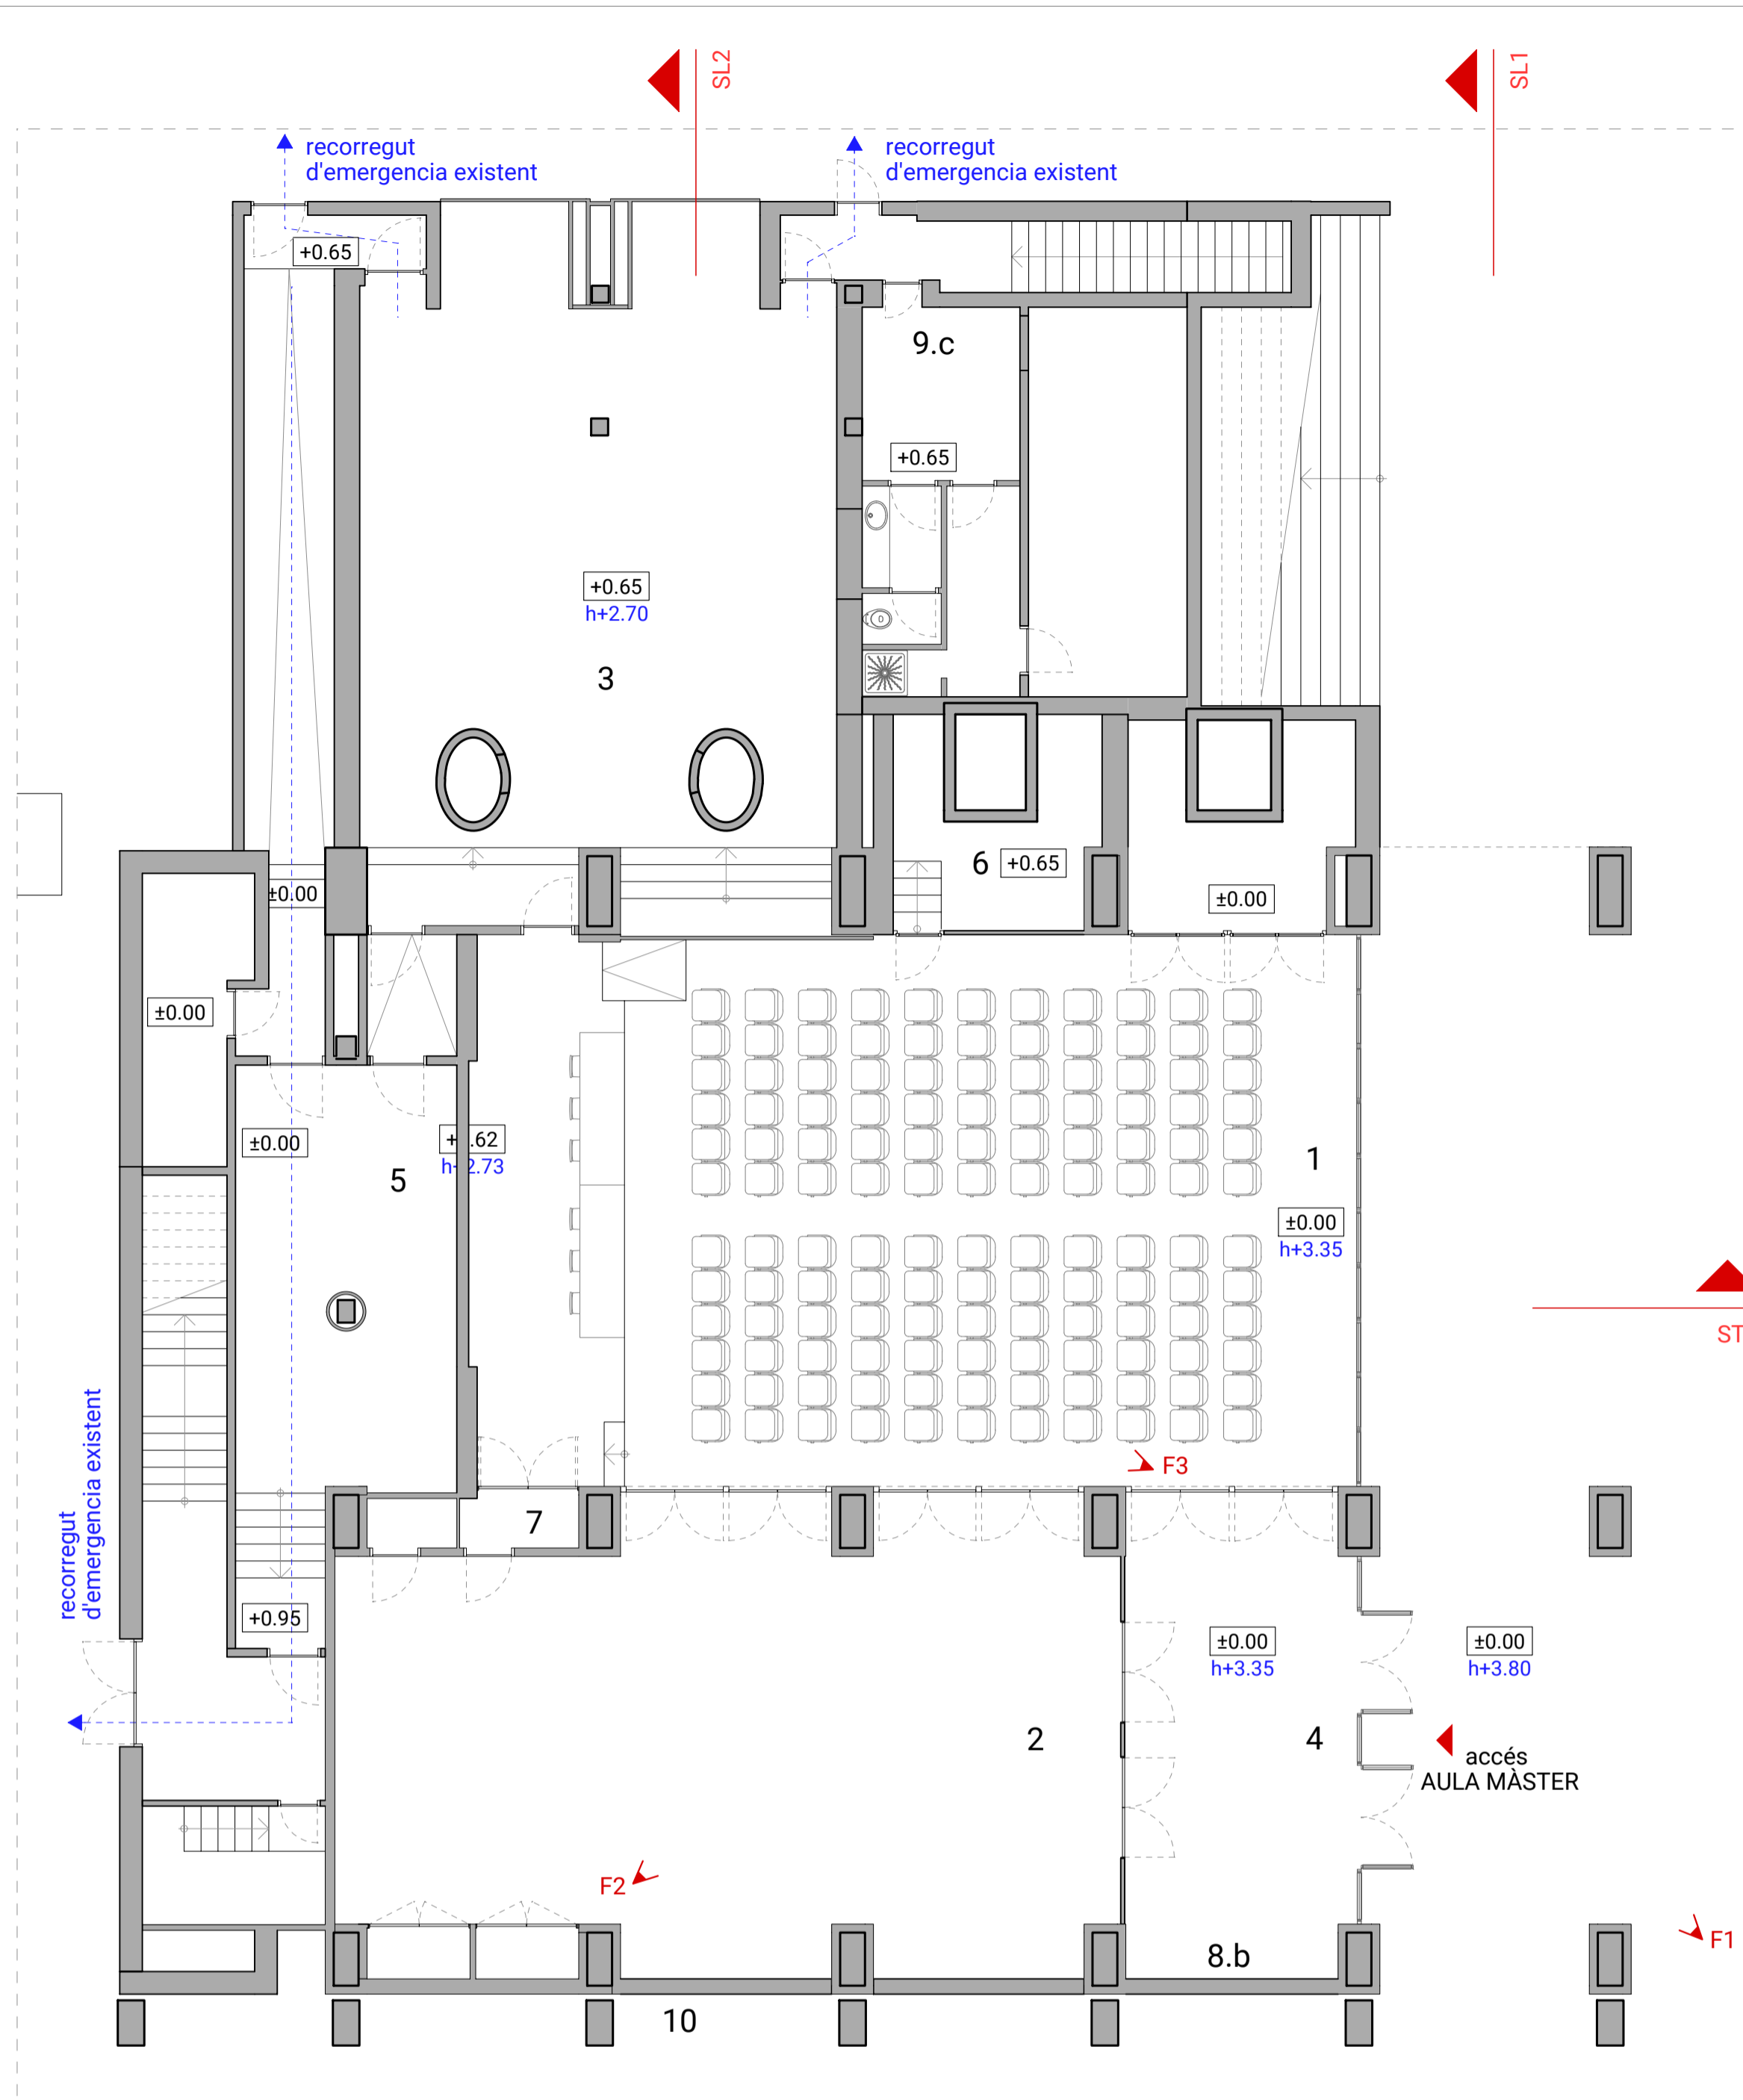 SL2
SL1
recorregut
d'emergencia existent
recorregut
d'emergencia existent
+0.65
9.c
+0.65
+0.65
h+2.70
3
6
+0.65
±0.00
±0.00
±0.00
±0.00
5
1
±0.00
h+3.35
ST
recorregut
d'emergencia existent
F3
7
+0.95
±0.00
h+3.35
±0.00
h+3.80
2
4
accés
AULA MÀSTER
F2
F1
8.b
10